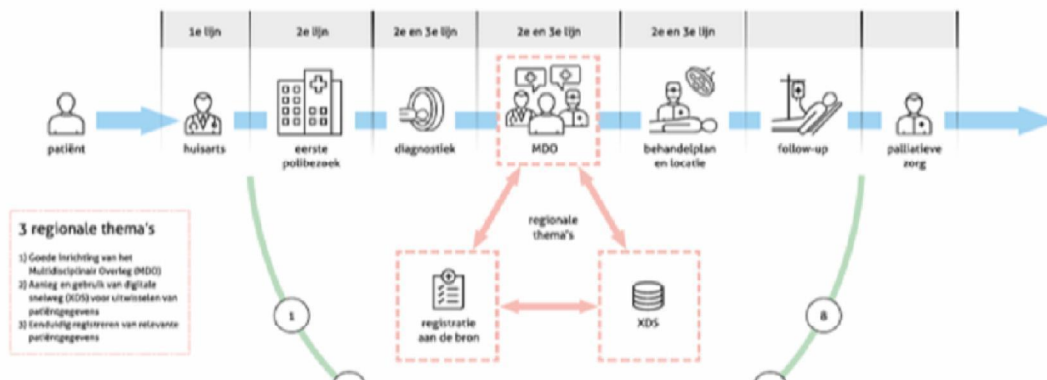 1e lijn
2e lijn
2e en 3e lijn
2e en 3e lijn
2e en 3e lijn
patiënt
huisarts
eerste
polibezoek
diagnostiek
MDO
behandelplan
en locatie
follow-up
palliatieve
zorg
3 regionale thema's
1) Goede inrichting van het
Multidisciplinair Overleg (MDO)
2) Aanleg en gebruik van digitale
snelweg (XDS) voor uitwisselen van
patiëntgegevens
3) Eenduidig registreren van relevante
patiëntgegevens
regionale
thema's
registratie
aan de bron
XDS
1
8